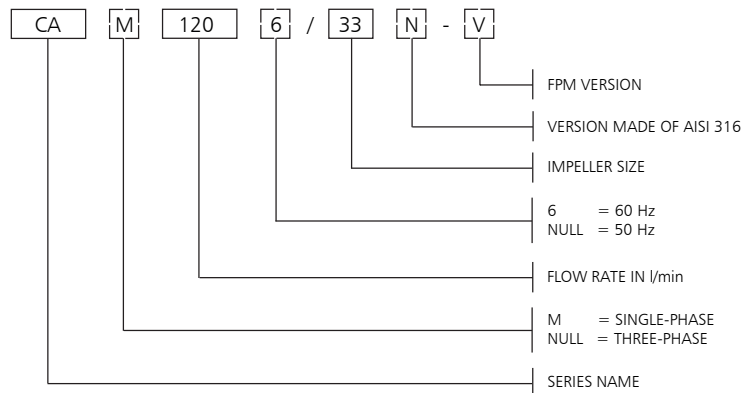 CA M 120 6 / 33 N - V
FPM VERSION
VERSION MADE OF AISI 316
IMPELLER SIZE
6 = 60 Hz
NULL = 50 Hz
FLOW RATE IN l/min
M = SINGLE-PHASE
NULL = THREE-PHASE
SERIES NAME